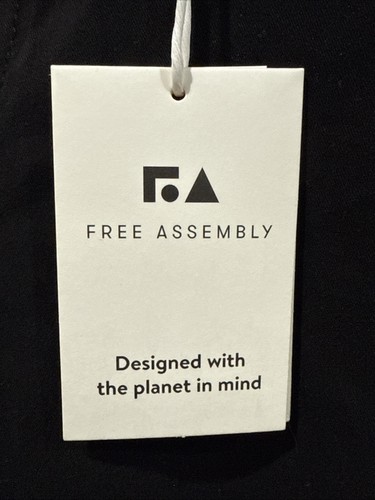 FREE ASSEMBLY
Designed with
the planet in mind